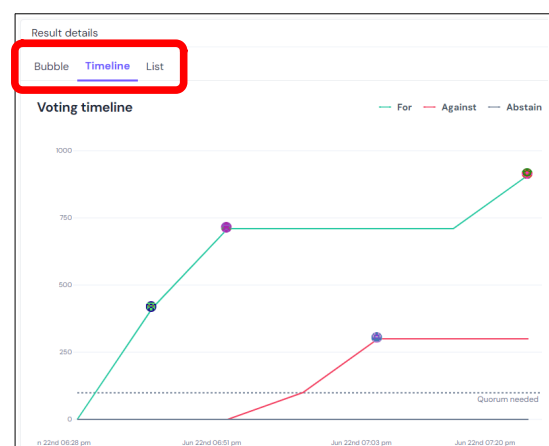 Result details
Bubble Timeline List
Voting timeline
For Against Abstain
1000
750
500
250
Quorum needed
0
n 22nd 06:28 pm Jun 22nd 06:51 pm Jun 22nd 07:03 pm Jun 22nd 07:20 pm